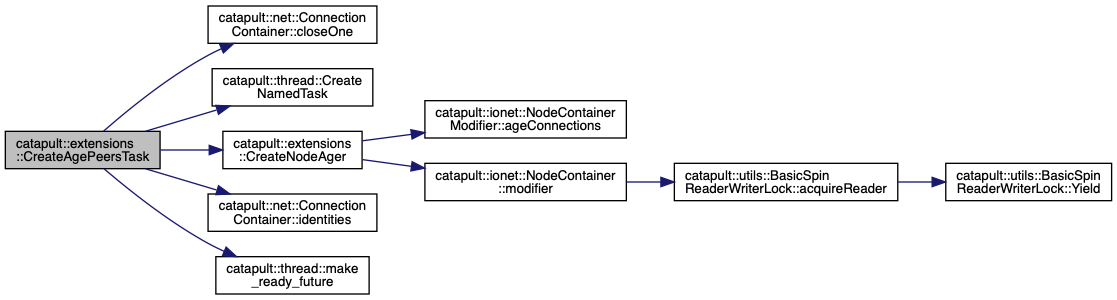 catapult::extensions
::CreateAgePeersTask
catapult::net::Connection
Container::closeOne
catapult::thread::Create
NamedTask
catapult::extensions
::CreateNodeAger
catapult::net::Connection
Container::identities
catapult::thread::make
_ready_future
catapult::ionet::NodeContainer
Modifier::ageConnections
catapult::ionet::NodeContainer
::modifier
catapult::utils::BasicSpin
ReaderWriterLock::acquireReader
catapult::utils::BasicSpin
ReaderWriterLock::Yield